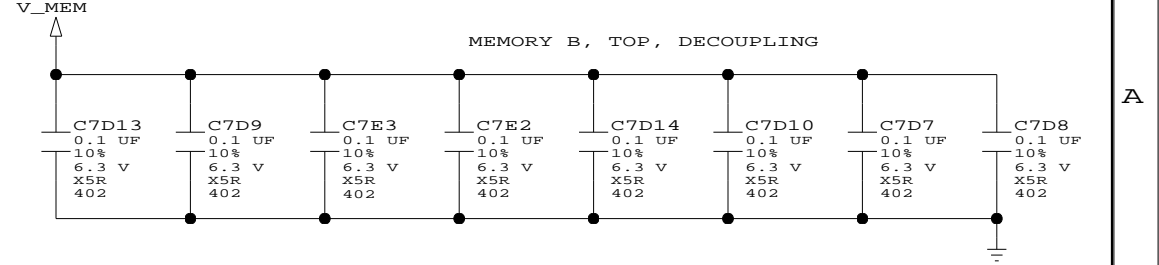 V_MEM
MEMORY B, TOP, DECOUPLING
A
C7D13
0.1 UF
10%
6.3 V
X5R
402
C7D9
0.1 UF
10%
6.3 V
X5R
402
C7E3
0.1 UF
10%
6.3 V
X5R
402
C7E2
0.1 UF
10%
6.3 V
X5R
402
C7D14
0.1 UF
10%
6.3 V
X5R
402
C7D10
0.1 UF
10%
6.3 V
X5R
402
C7D7
0.1 UF
10%
6.3 V
X5R
402
C7D8
0.1 UF
10%
6.3 V
X5R
402